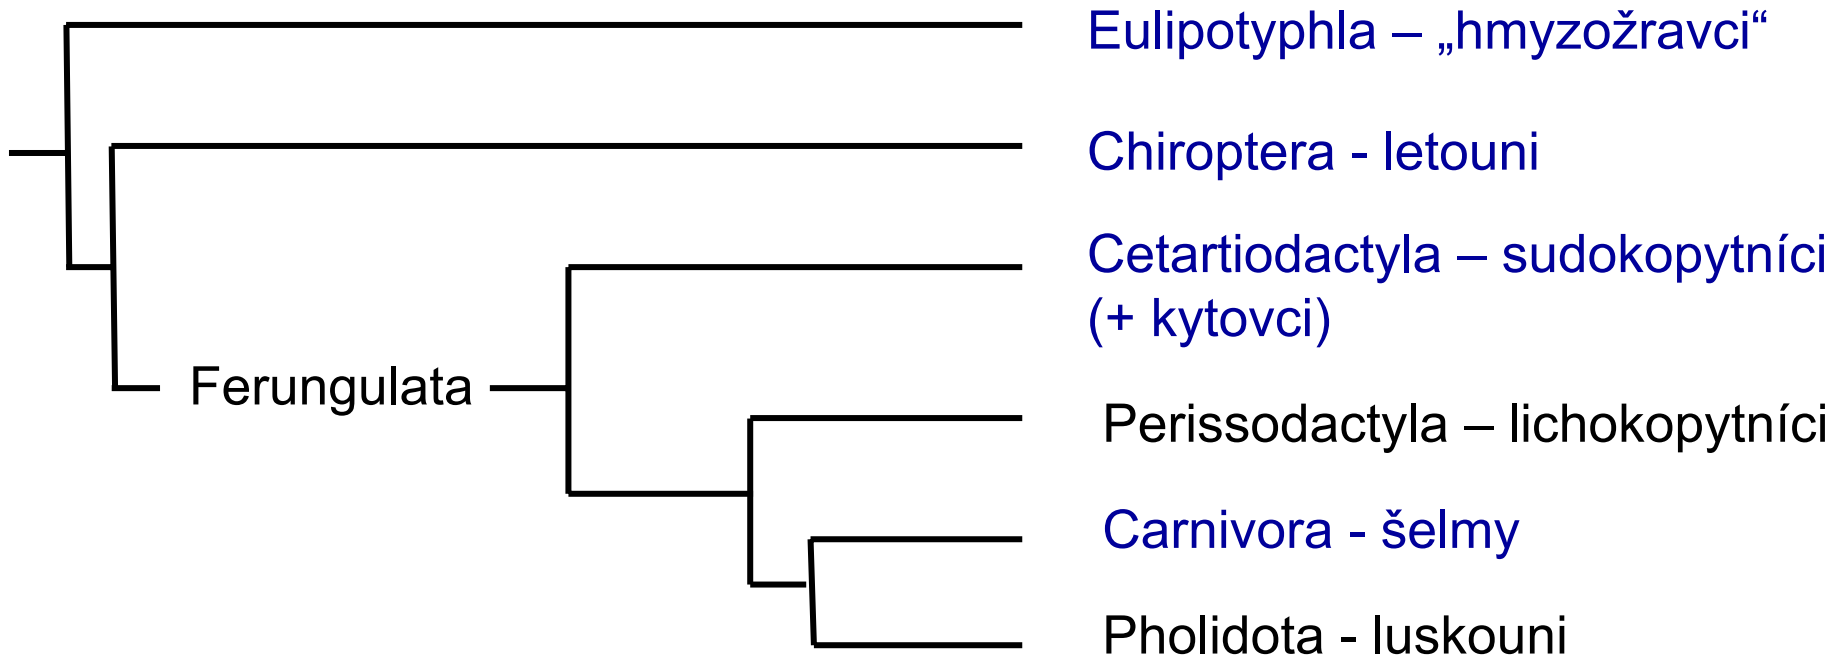 Eulipotyphla – „hmyzožravci“
Chiroptera - letouni
Cetartiodactyla – sudokopytníci
(+ kytovci)
Ferungulata
Perissodactyla – lichokopytníci
Carnivora - šelmy
Pholidota - luskouni